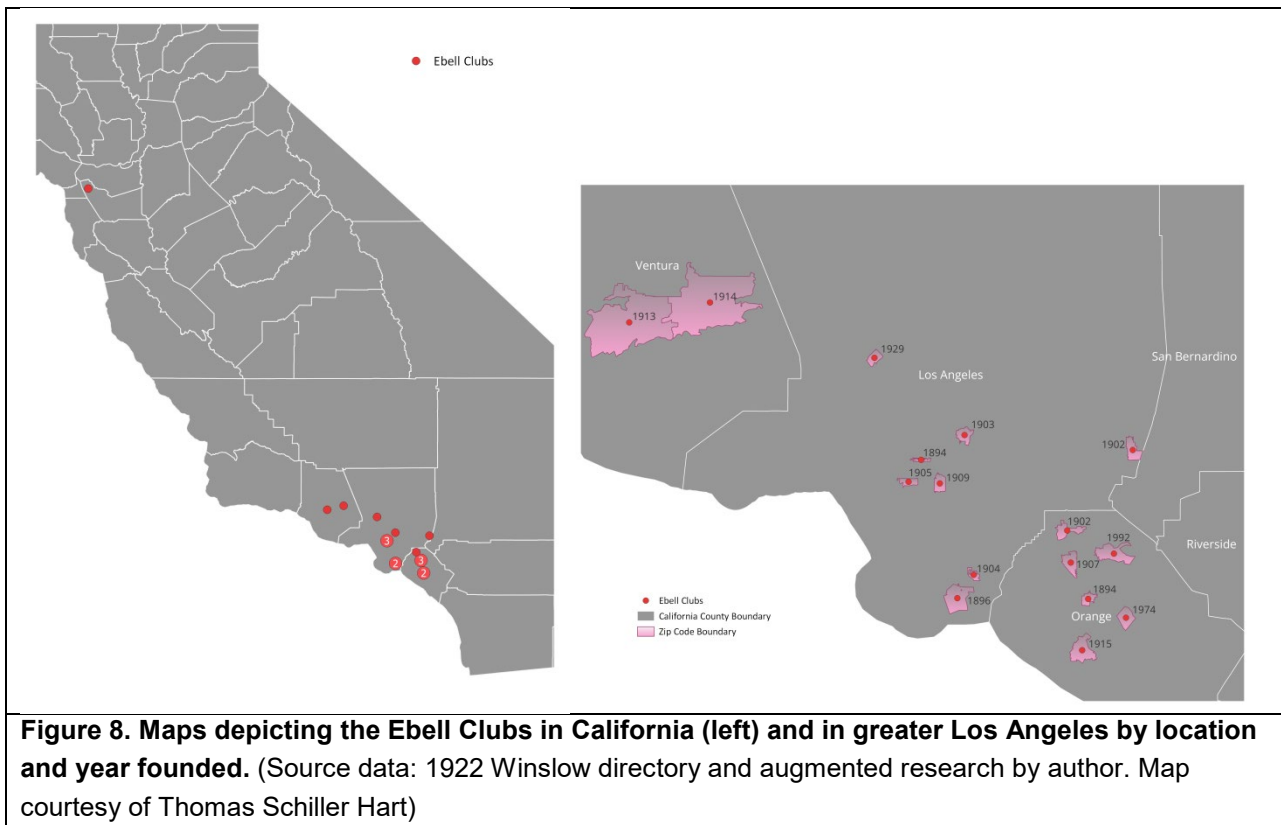 Ebell Clubs
3
2
3
2
Ventura
1914
1913
1929
San Bernardino
Los Angeles
1903
1902
1894
1905
1909
1902
1992
Riverside
1907
1904
1894
1896
1974
Orange
1915
Ebell Clubs
California County Boundary
Zip Code Boundary
Figure 8. Maps depicting the Ebell Clubs in California (left) and in greater Los Angeles by location
and year founded. (Source data: 1922 Winslow directory and augmented research by author. Map
courtesy of Thomas Schiller Hart)